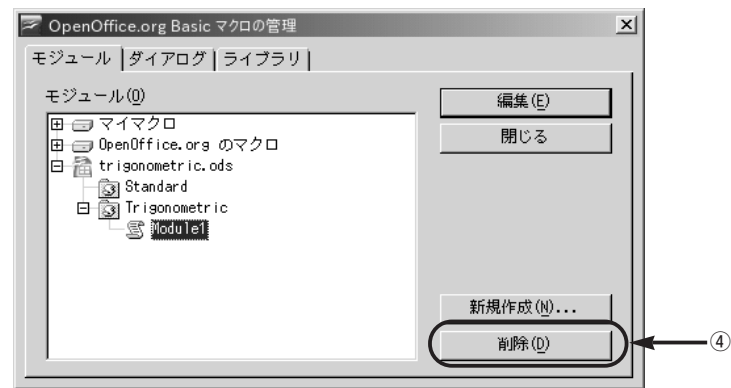 OpenOffice.org Basic マクロの管理
モジュール ダイアログ ライブラリ
モジュール(O)
マイマクロ
OpenOffice.org のマクロ
trigonometric.ods
Standard
Trigonometric
Module1
編集(E)
閉じる
新規作成(N)...
削除(D)
④